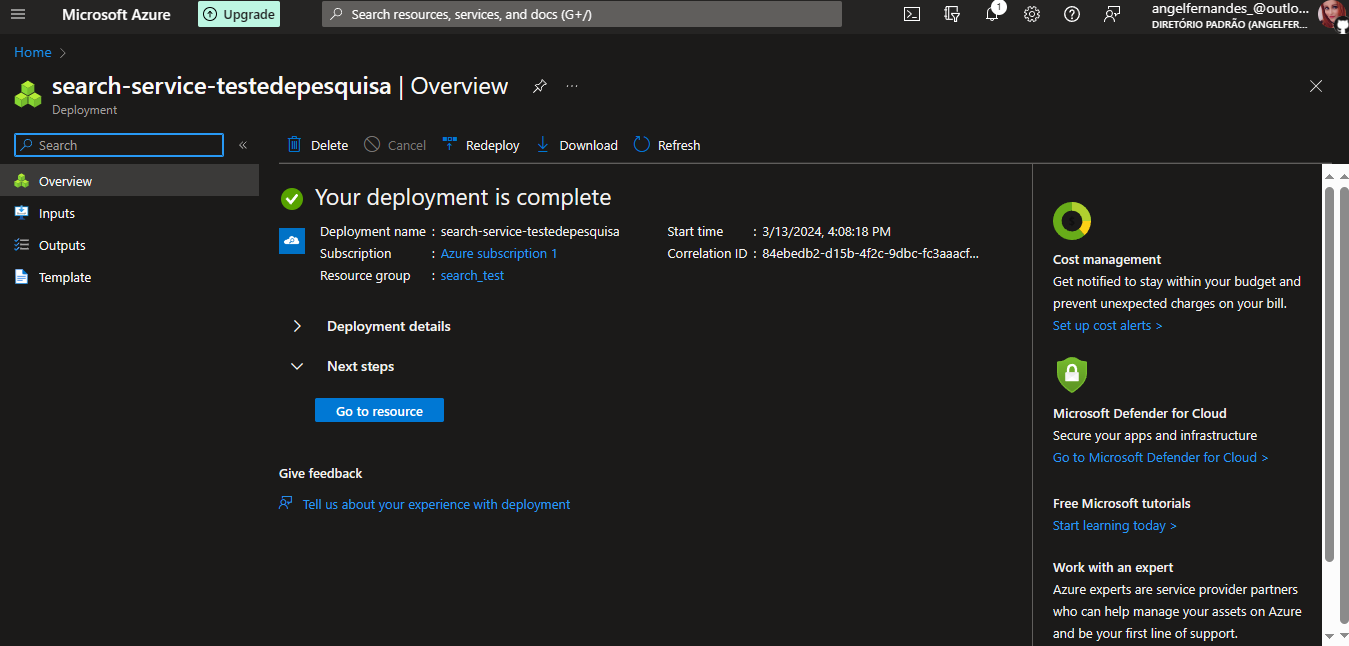 Microsoft Azure
Upgrade
Search resources, services, and docs (G+/)
1
angelfernandes_@outlo...
DIRETÓRIO PADRÃO (ANGELFER...
Home
search-service-testedepesquisa | Overview
Deployment
Search
Delete
Cancel
Redeploy
Download
Refresh
Overview
Inputs
Outputs
Template
Your deployment is complete
Deployment name : search-service-testedepesquisa
Subscription : Azure subscription 1
Resource group : search_test
Start time : 3/13/2024, 4:08:18 PM
Correlation ID : 84ebedb2-d15b-4f2c-9dbc-fc3aaacf...
Deployment details
Next steps
Go to resource
Give feedback
Tell us about your experience with deployment
Cost management
Get notified to stay within your budget and
prevent unexpected charges on your bill.
Set up cost alerts >
Microsoft Defender for Cloud
Secure your apps and infrastructure
Go to Microsoft Defender for Cloud >
Free Microsoft tutorials
Start learning today >
Work with an expert
Azure experts are service provider partners
who can help manage your assets on Azure
and be your first line of support.